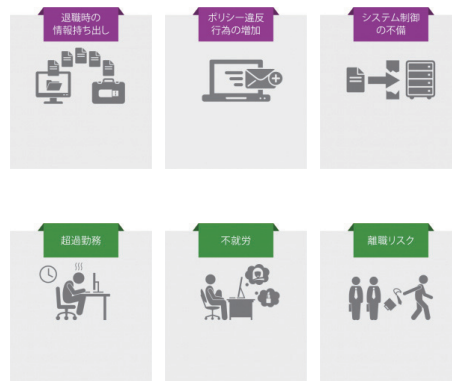 退職時の
情報持ち出し
ポリシー違反
行為の増加
システム制御
の不備
超過勤務
不就労
離職リスク